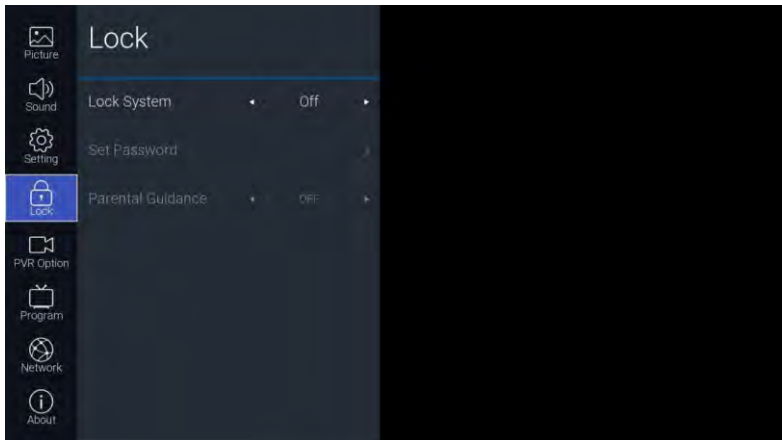 Picture
Sound
Setting
Lock
PVR Option
Program
Network
About
Lock
Lock System Off
Set Password
Parental Guidance OFF